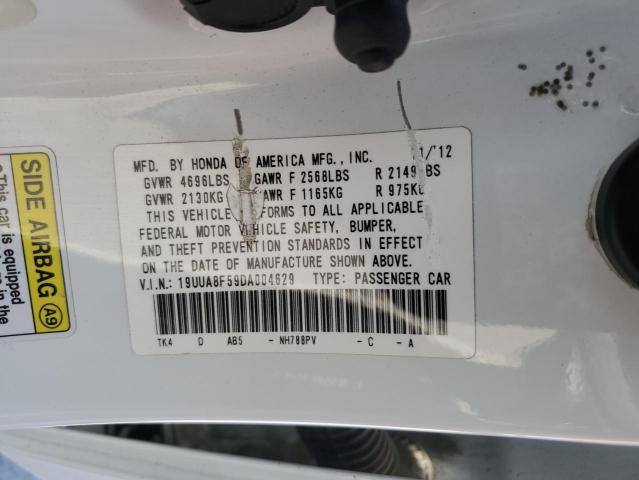 SIDE AIRBAG A9
This car is equipped
MFD. BY HONDA OF AMERICA MFG., INC. 1/'12
GVWR 4696LBS GAWR F 2568LBS R 2149LBS
GVWR 2130KG GAWR F 1165KG R 975KG
THIS VEHICLE CONFORMS TO ALL APPLICABLE
FEDERAL MOTOR VEHICLE SAFETY, BUMPER,
AND THEFT PREVENTION STANDARDS IN EFFECT
ON THE DATE OF MANUFACTURE SHOWN ABOVE.
V.I.N.: 19UUA8F59DA004629 TYPE: PASSENGER CAR
TK4 D AB5 - NH788PV - C - A